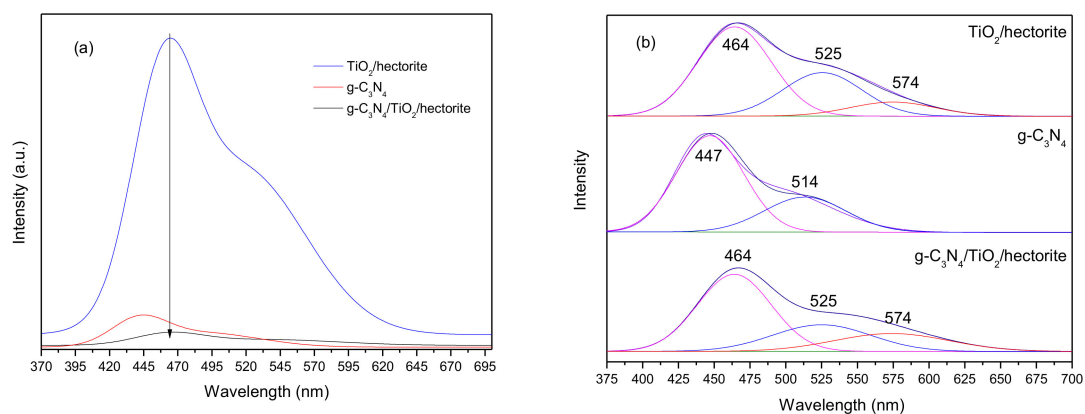 (a)
TiO₂/hectorite
g-C₃N₄
g-C₃N₄/TiO₂/hectorite
Intensity (a.u.)
370 395 420 445 470 495 520 545 570 595 620 645 670 695
Wavelength (nm)
(b)
TiO₂/hectorite
464
525
574
g-C₃N₄
447
514
g-C₃N₄/TiO₂/hectorite
464
525
574
Intensity
375 400 425 450 475 500 525 550 575 600 625 650 675 700
Wavelength (nm)